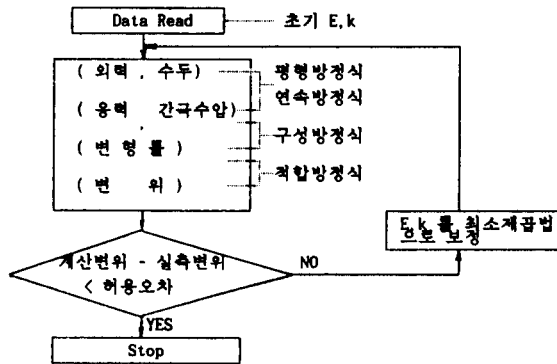 Data Read
초기 E,k
( 외력 , 수두)
평형방정식
연속방정식
( 응력 , 간극수압)
구성방정식
( 변 형 률 )
적합방정식
( 변 위 )
E,k 를 최소제곱법
으로 보정
계산변위 - 실측변위
< 허용오차
NO
YES
Stop